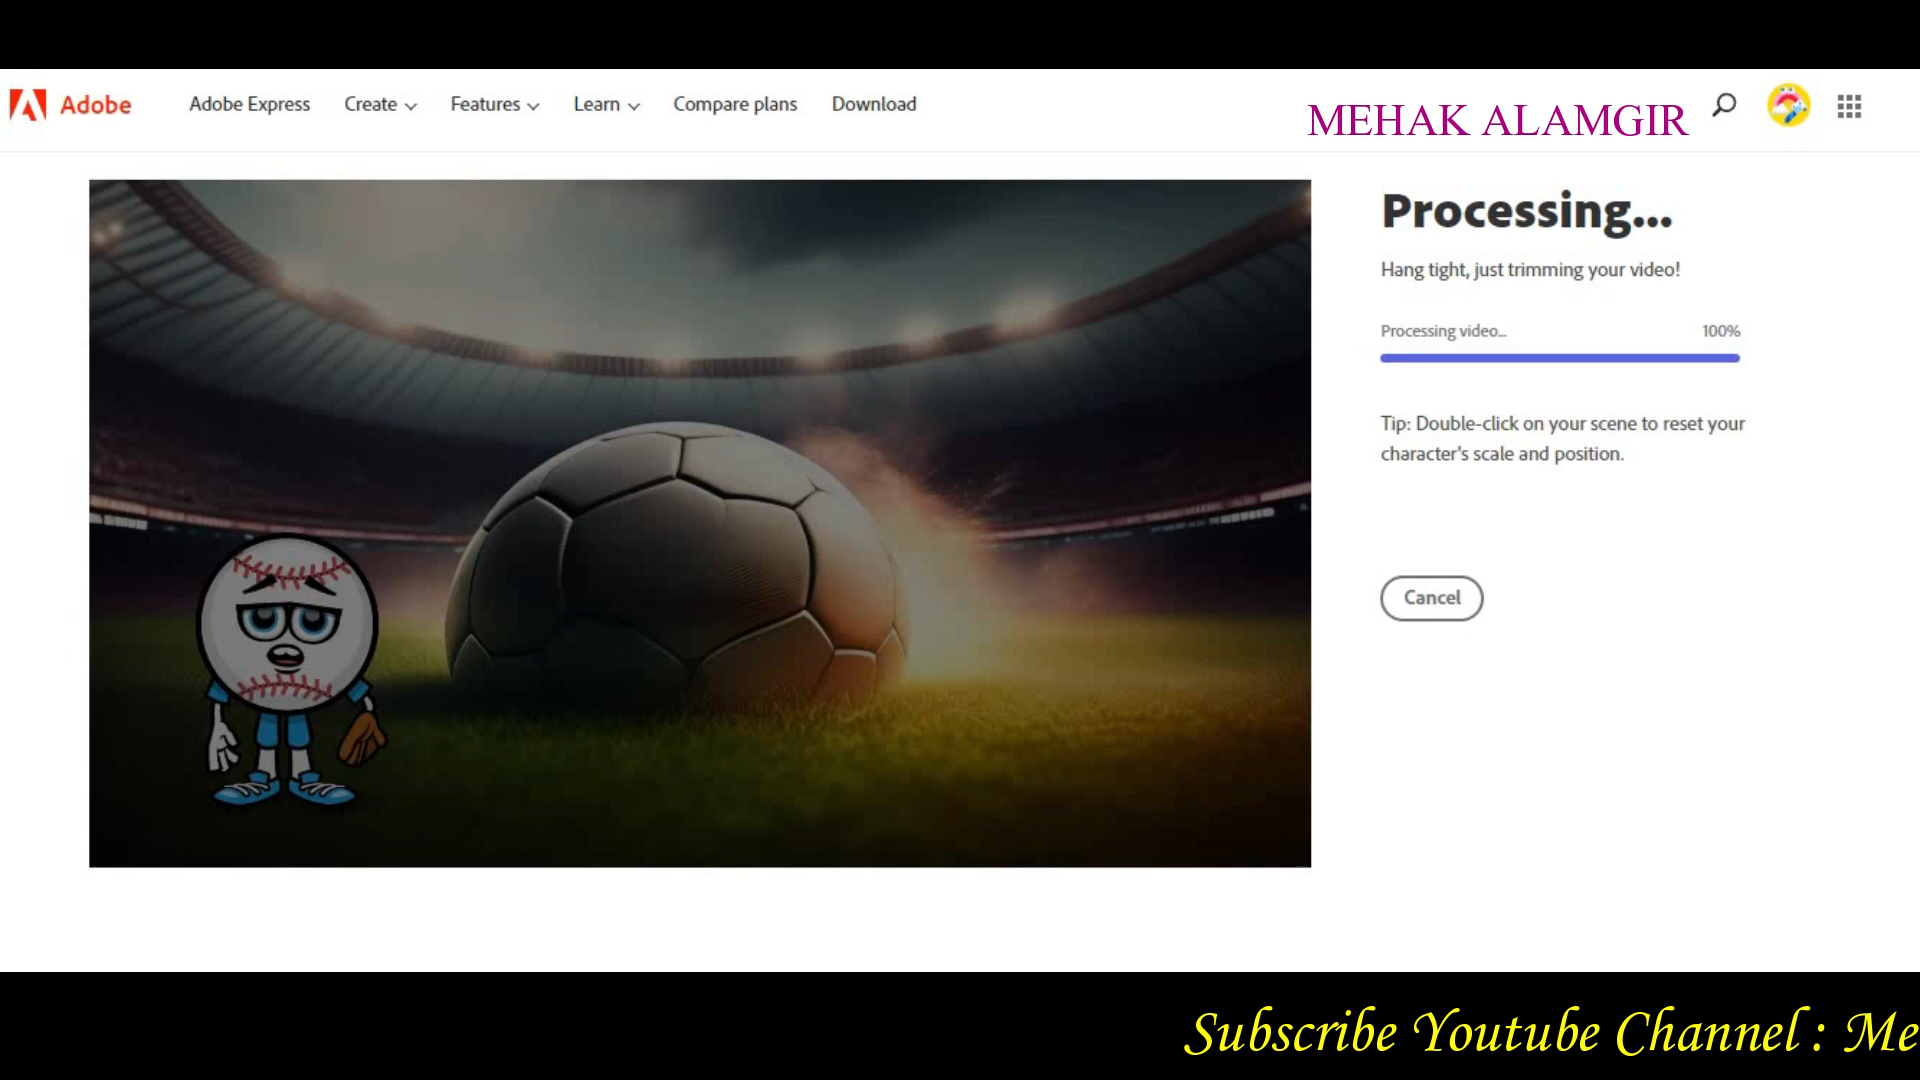 Adobe
Adobe Express Create Features Learn Compare plans Download
MEHAK ALAMGIR
Processing...
Hang tight, just trimming your video!
Processing video... 100%
Tip: Double-click on your scene to reset your
character's scale and position.
Cancel
Subscribe Youtube Channel : Me